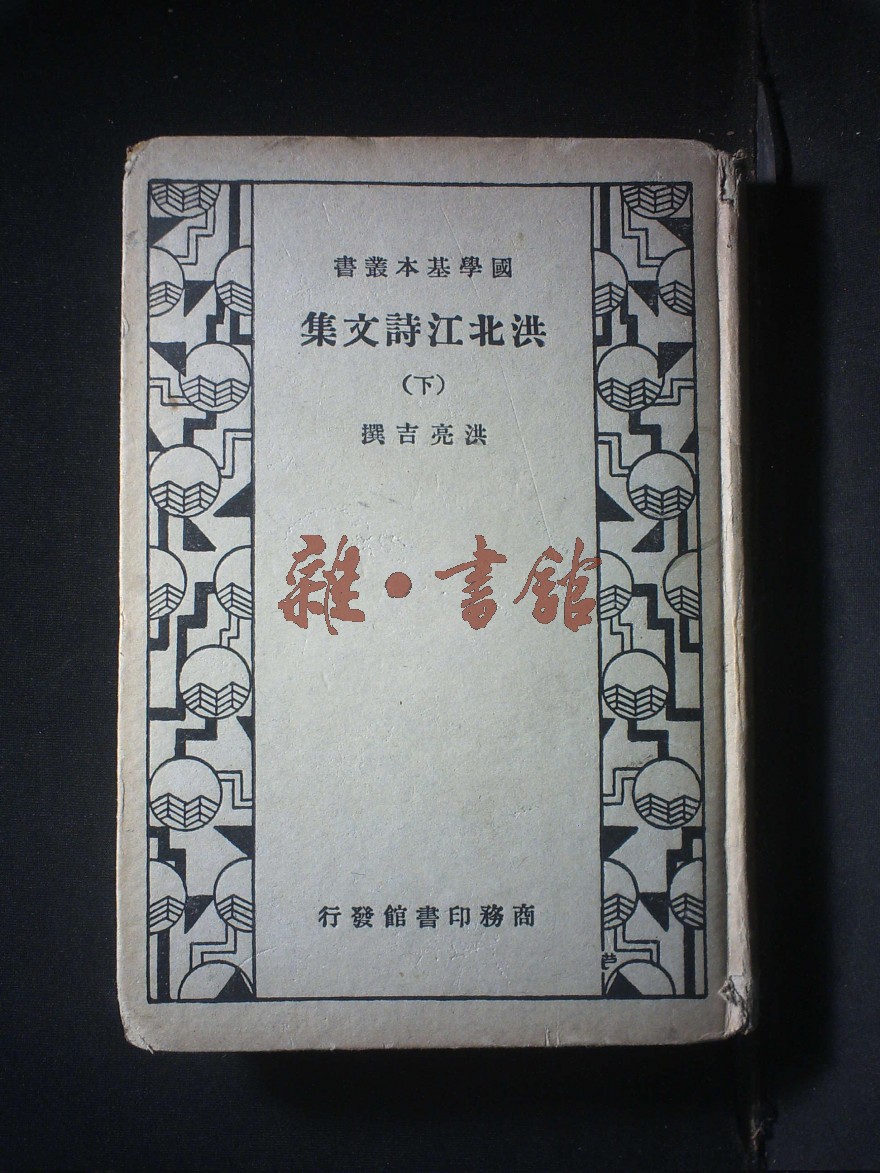 國學基本叢書
洪北江詩文集
(下)
洪亮吉撰
雜·書館
商務印書館發行